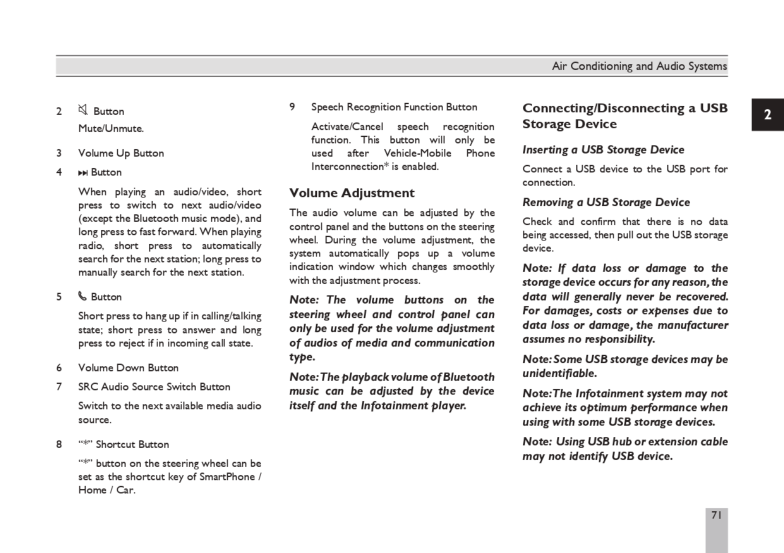 Air Conditioning and Audio Systems
2
2 Button
Mute/Unmute.
3 Volume Up Button
4 ⏭ Button
When playing an audio/video, short
press to switch to next audio/video
(except the Bluetooth music mode), and
long press to fast forward. When playing
radio, short press to automatically
search for the next station; long press to
manually search for the next station.
5 Button
Short press to hang up if in calling/talking
state; short press to answer and long
press to reject if in incoming call state.
6 Volume Down Button
7 SRC Audio Source Switch Button
Switch to the next available media audio
source.
8 “*” Shortcut Button
“*” button on the steering wheel can be
set as the shortcut key of SmartPhone /
Home / Car.
9 Speech Recognition Function Button
Activate/Cancel speech recognition
function. This button will only be
used after Vehicle-Mobile Phone
Interconnection* is enabled.
Volume Adjustment
The audio volume can be adjusted by the
control panel and the buttons on the steering
wheel. During the volume adjustment, the
system automatically pops up a volume
indication window which changes smoothly
with the adjustment process.
Note: The volume buttons on the
steering wheel and control panel can
only be used for the volume adjustment
of audios of media and communication
type.
Note: The playback volume of Bluetooth
music can be adjusted by the device
itself and the Infotainment player.
Connecting/Disconnecting a USB
Storage Device
Inserting a USB Storage Device
Connect a USB device to the USB port for
connection.
Removing a USB Storage Device
Check and confirm that there is no data
being accessed, then pull out the USB storage
device.
Note: If data loss or damage to the
storage device occurs for any reason, the
data will generally never be recovered.
For damages, costs or expenses due to
data loss or damage, the manufacturer
assumes no responsibility.
Note: Some USB storage devices may be
unidentifiable.
Note: The Infotainment system may not
achieve its optimum performance when
using with some USB storage devices.
Note: Using USB hub or extension cable
may not identify USB device.
71